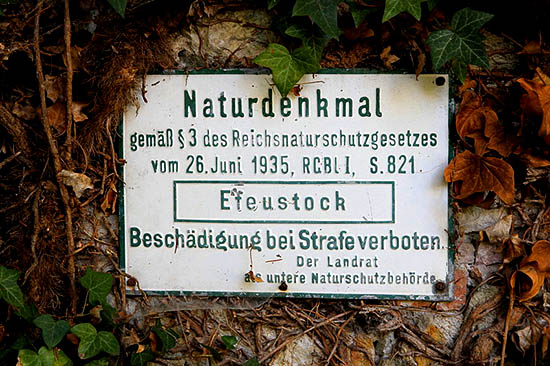 Naturdenkmal
gemäß § 3 des Reichsnaturschutzgesetzes
vom 26. Juni 1935, RGBl I, S. 821
Efeustock
Beschädigung bei Strafe verboten.
Der Landrat
als untere Naturschutzbehörde